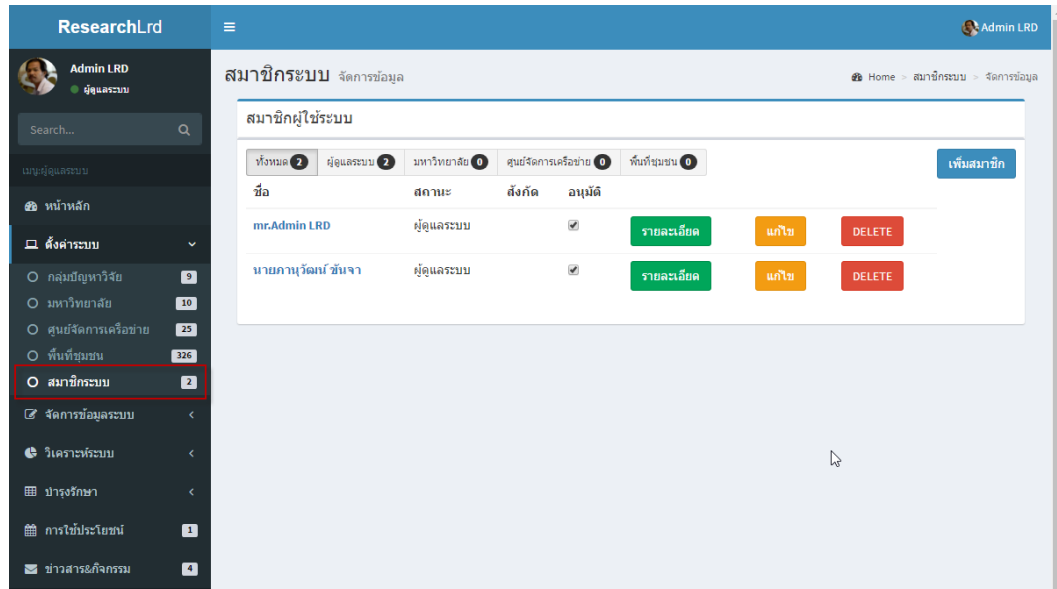 ResearchLrd
Admin LRD
Admin LRD
ผู้ดูแลระบบ
Search...
เมนู:ผู้ดูแลระบบ
หน้าหลัก
ตั้งค่าระบบ
กลุ่มปัญหาวิจัย 9
มหาวิทยาลัย 10
ศูนย์จัดการเครือข่าย 25
พื้นที่ชุมชน 326
สมาชิกระบบ 2
จัดการข้อมูลระบบ
วิเคราะห์ระบบ
บำรุงรักษา
การใช้ประโยชน์ 1
ข่าวสาร&กิจกรรม 4
สมาชิกระบบ จัดการข้อมูล
Home > สมาชิกระบบ > จัดการข้อมูล
สมาชิกผู้ใช้ระบบ
ทั้งหมด 2 ผู้ดูแลระบบ 2 มหาวิทยาลัย 0 ศูนย์จัดการเครือข่าย 0 พื้นที่ชุมชน 0 เพิ่มสมาชิก
ชื่อ สถานะ สังกัด อนุมัติ
mr.Admin LRD ผู้ดูแลระบบ รายละเอียด แก้ไข DELETE
นายภานุวัฒน์ ขันจา ผู้ดูแลระบบ รายละเอียด แก้ไข DELETE